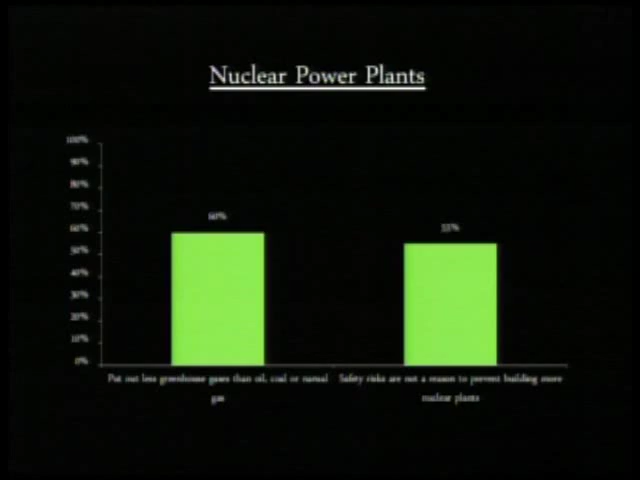 Nuclear Power Plants
100%
90%
80%
70%
60%
50%
40%
30%
20%
10%
0%
60%
55%
Put out less greenhouse gases than oil, coal or natural
gas
Safety risks are not a reason to prevent building more
nuclear plants